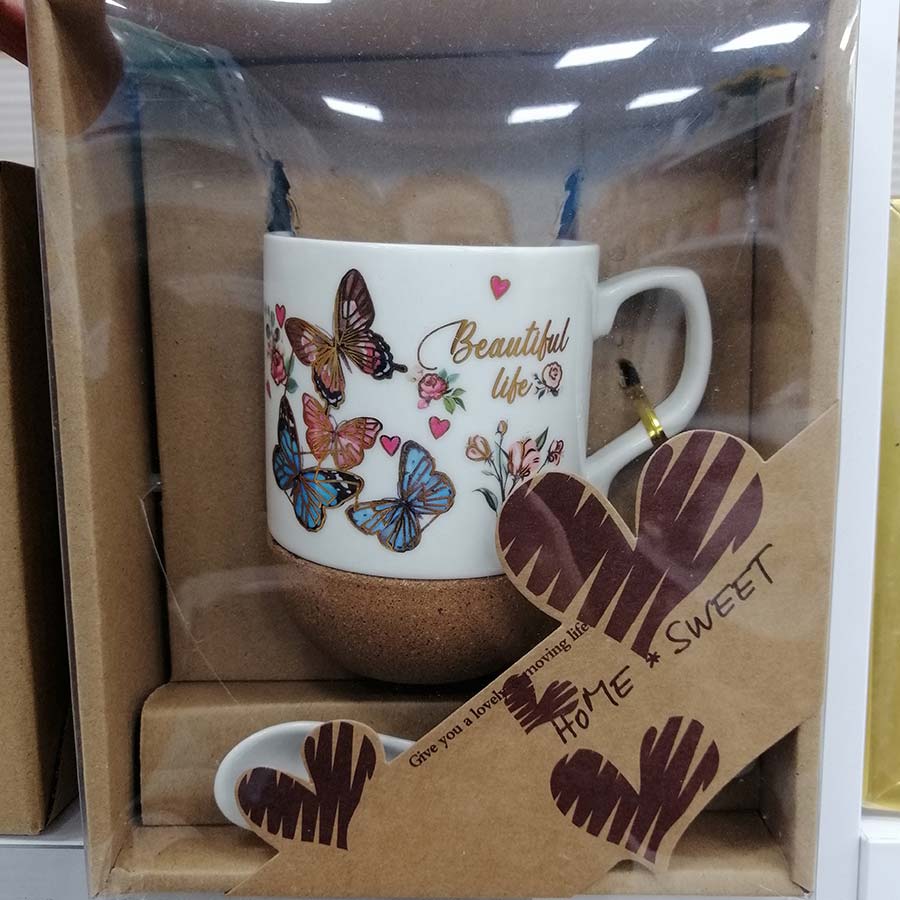 Beautiful
life
Give you a lovely moving life
HOME * SWEET